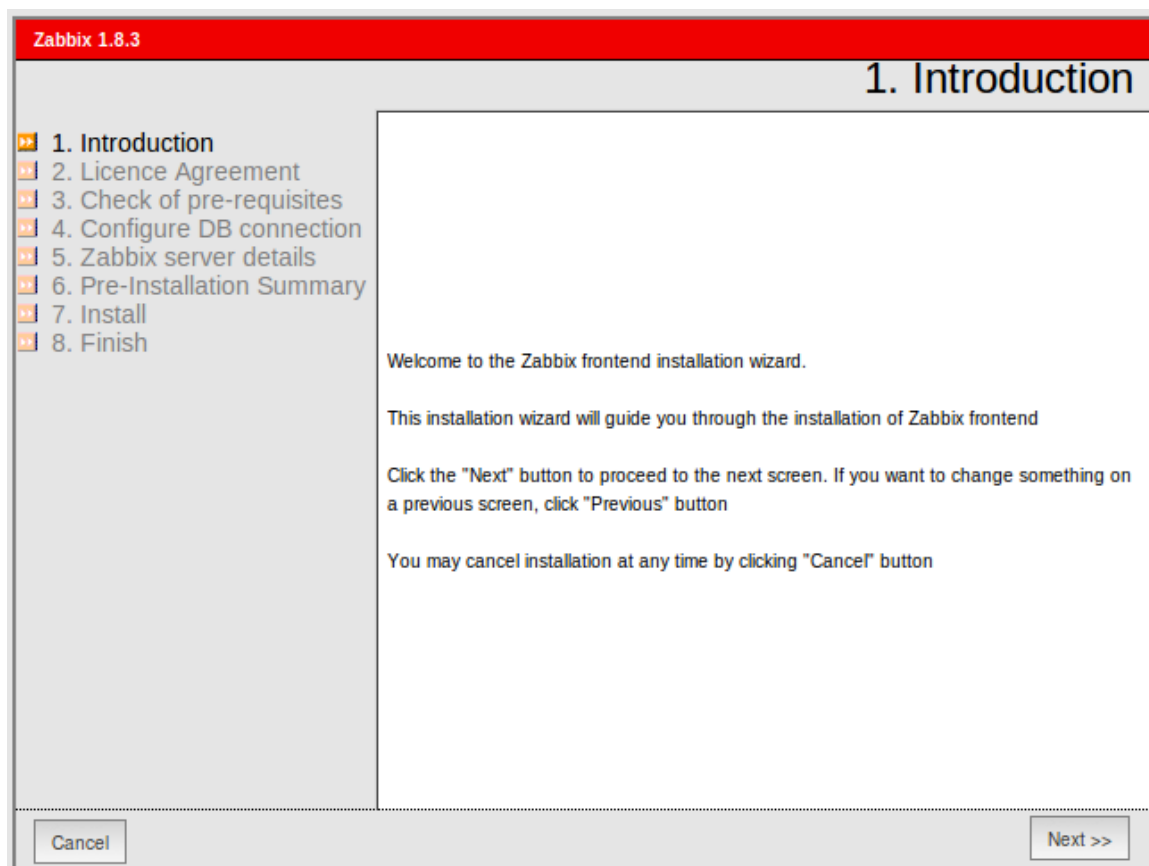 Zabbix 1.8.3
1. Introduction
1. Introduction
2. Licence Agreement
3. Check of pre-requisites
4. Configure DB connection
5. Zabbix server details
6. Pre-Installation Summary
7. Install
8. Finish
Welcome to the Zabbix frontend installation wizard.
This installation wizard will guide you through the installation of Zabbix frontend
Click the "Next" button to proceed to the next screen. If you want to change something on
a previous screen, click "Previous" button
You may cancel installation at any time by clicking "Cancel" button
Cancel
Next >>